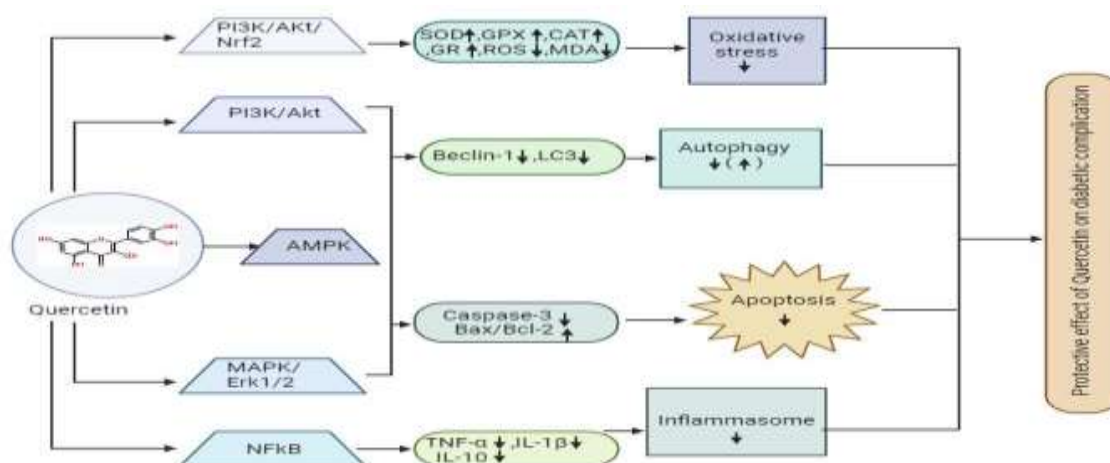 PI3K/AKt/
Nrf2
SOD↑,GPX ↑,CAT↑
,GR ↑,ROS ↓,MDA↓
Oxidative
stress
↓
PI3K/Akt
Beclin-1↓,LC3↓
Autophagy
↓(↑)
AMPK
Quercetin
Caspase-3 ↓
Bax/Bcl-2 ↑
Apoptosis
↓
MAPK/
Erk1/2
NFkB
TNF-α ↓,IL-1β↓
IL-10 ↓
Inflammasome
↓
Protective effect of Quercetin on diabetic complication